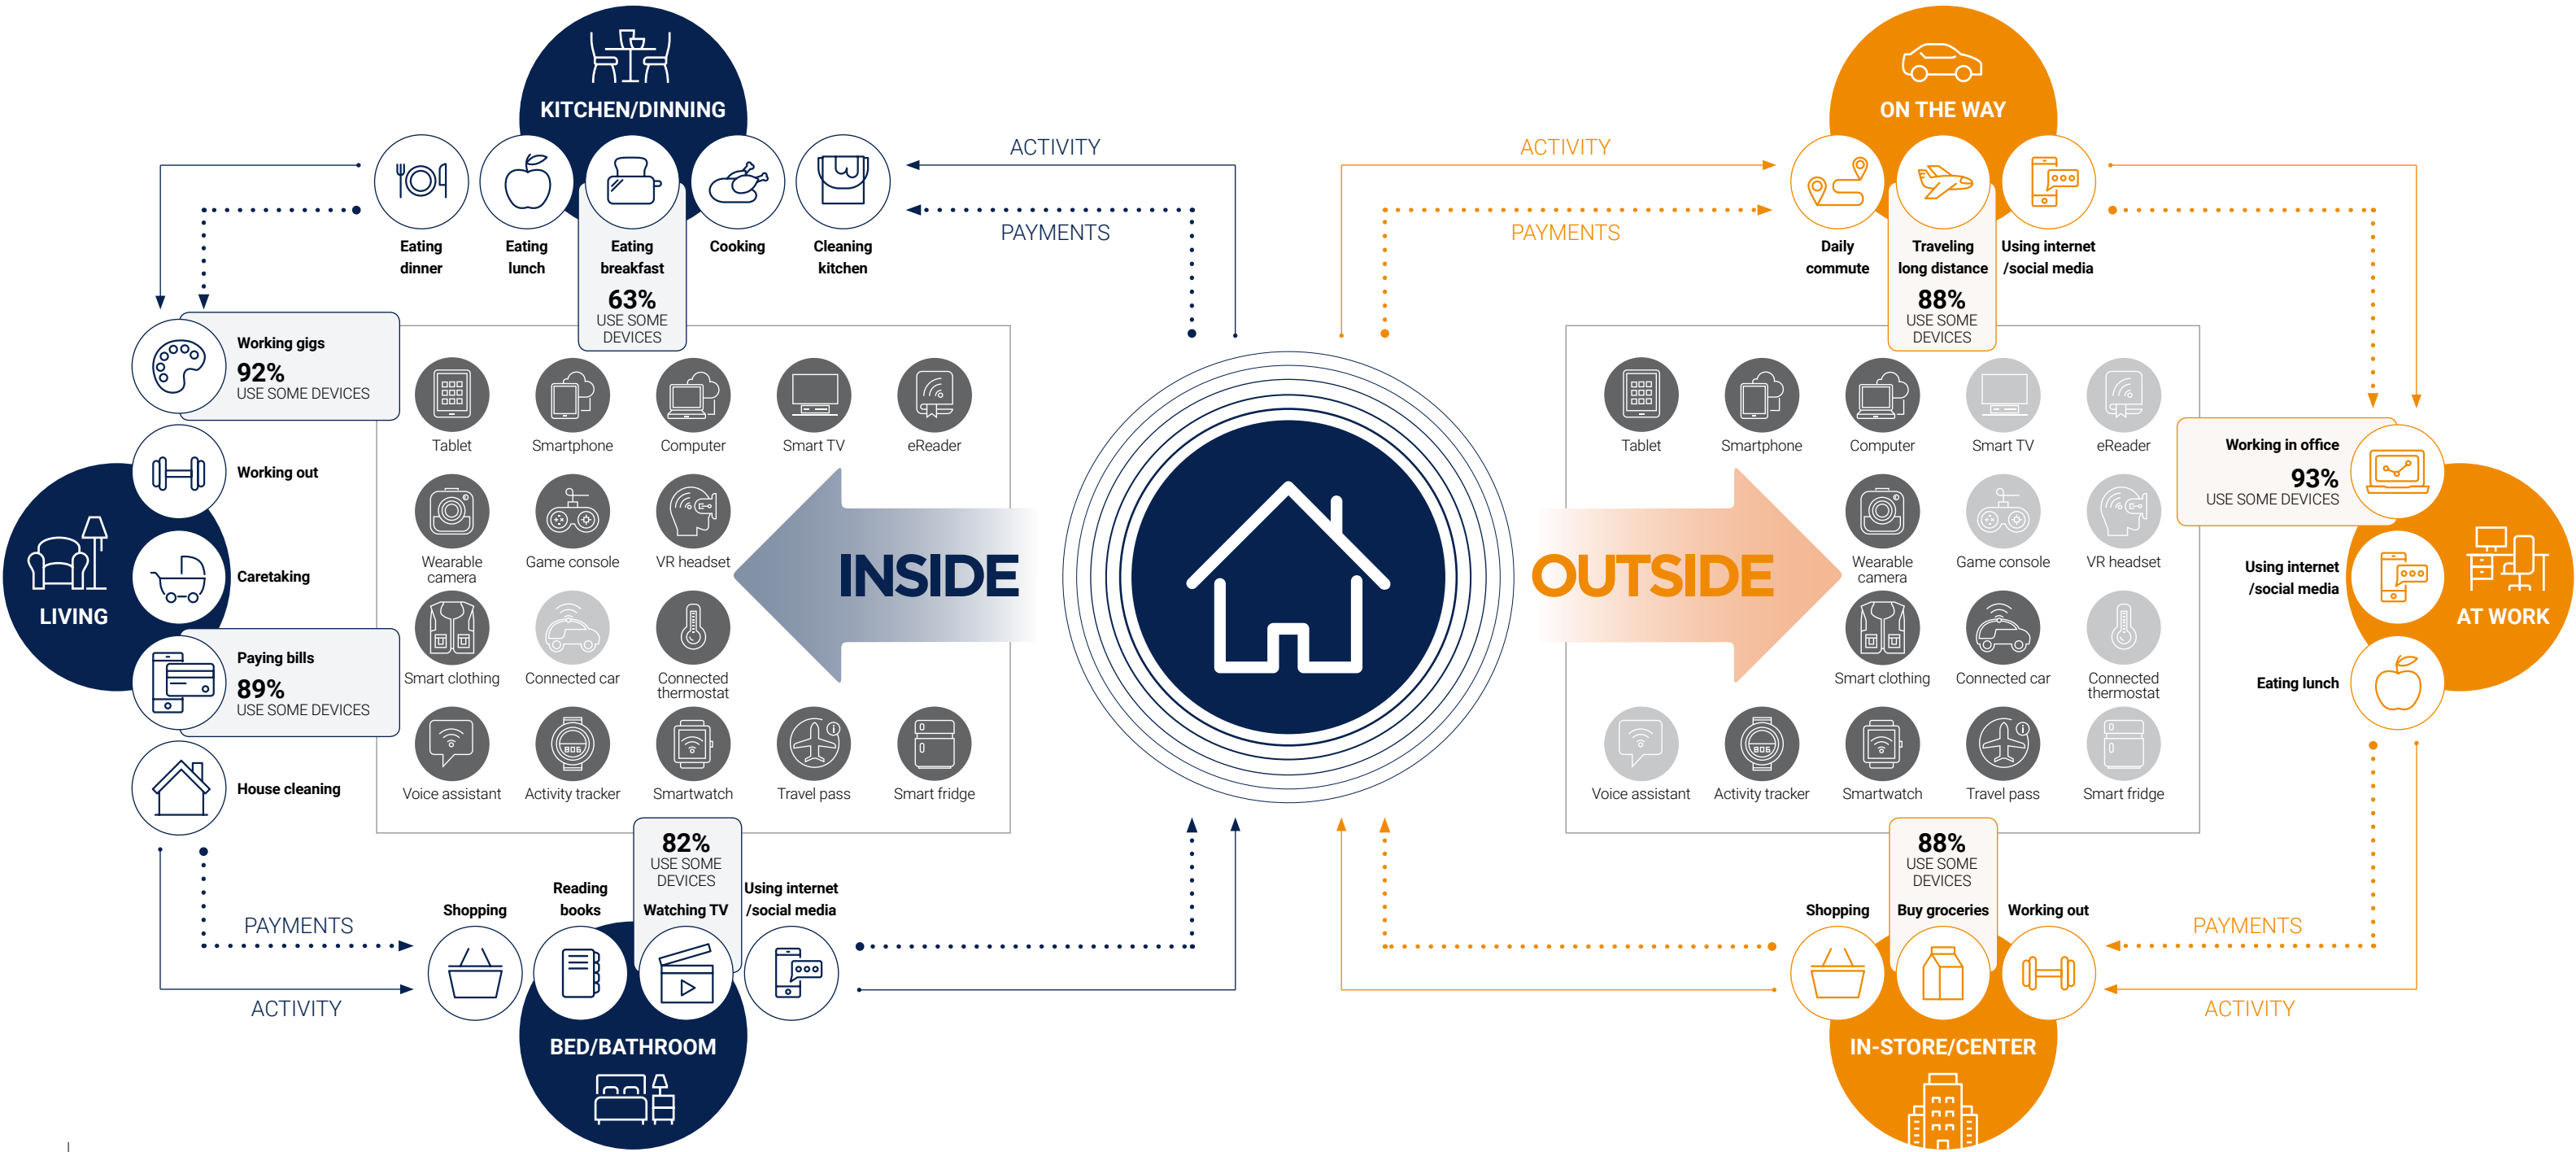 KITCHEN/DINNING
Eating
dinner
Eating
lunch
Eating
breakfast
63%
USE SOME
DEVICES
Cooking
Cleaning
kitchen
ACTIVITY
PAYMENTS
Working gigs
92%
USE SOME DEVICES
Working out
Caretaking
LIVING
Paying bills
89%
USE SOME DEVICES
House cleaning
Tablet
Smartphone
Computer
Smart TV
eReader
Wearable
camera
Game console
VR headset
Smart clothing
Connected car
Connected
thermostat
Voice assistant
Activity tracker
Smartwatch
Travel pass
Smart fridge
INSIDE
PAYMENTS
ACTIVITY
Shopping
Reading
books
82%
USE SOME
DEVICES
Watching TV
Using internet
/social media
BED/BATHROOM
ON THE WAY
ACTIVITY
PAYMENTS
Daily
commute
Traveling
long distance
88%
USE SOME
DEVICES
Using internet
/social media
OUTSIDE
Tablet
Smartphone
Computer
Smart TV
eReader
Wearable
camera
Game console
VR headset
Smart clothing
Connected car
Connected
thermostat
Voice assistant
Activity tracker
806
Smartwatch
Travel pass
Smart fridge
Working in office
93%
USE SOME DEVICES
Using internet
/social media
AT WORK
Eating lunch
88%
USE SOME
DEVICES
Shopping
Buy groceries
Working out
PAYMENTS
ACTIVITY
IN-STORE/CENTER
806